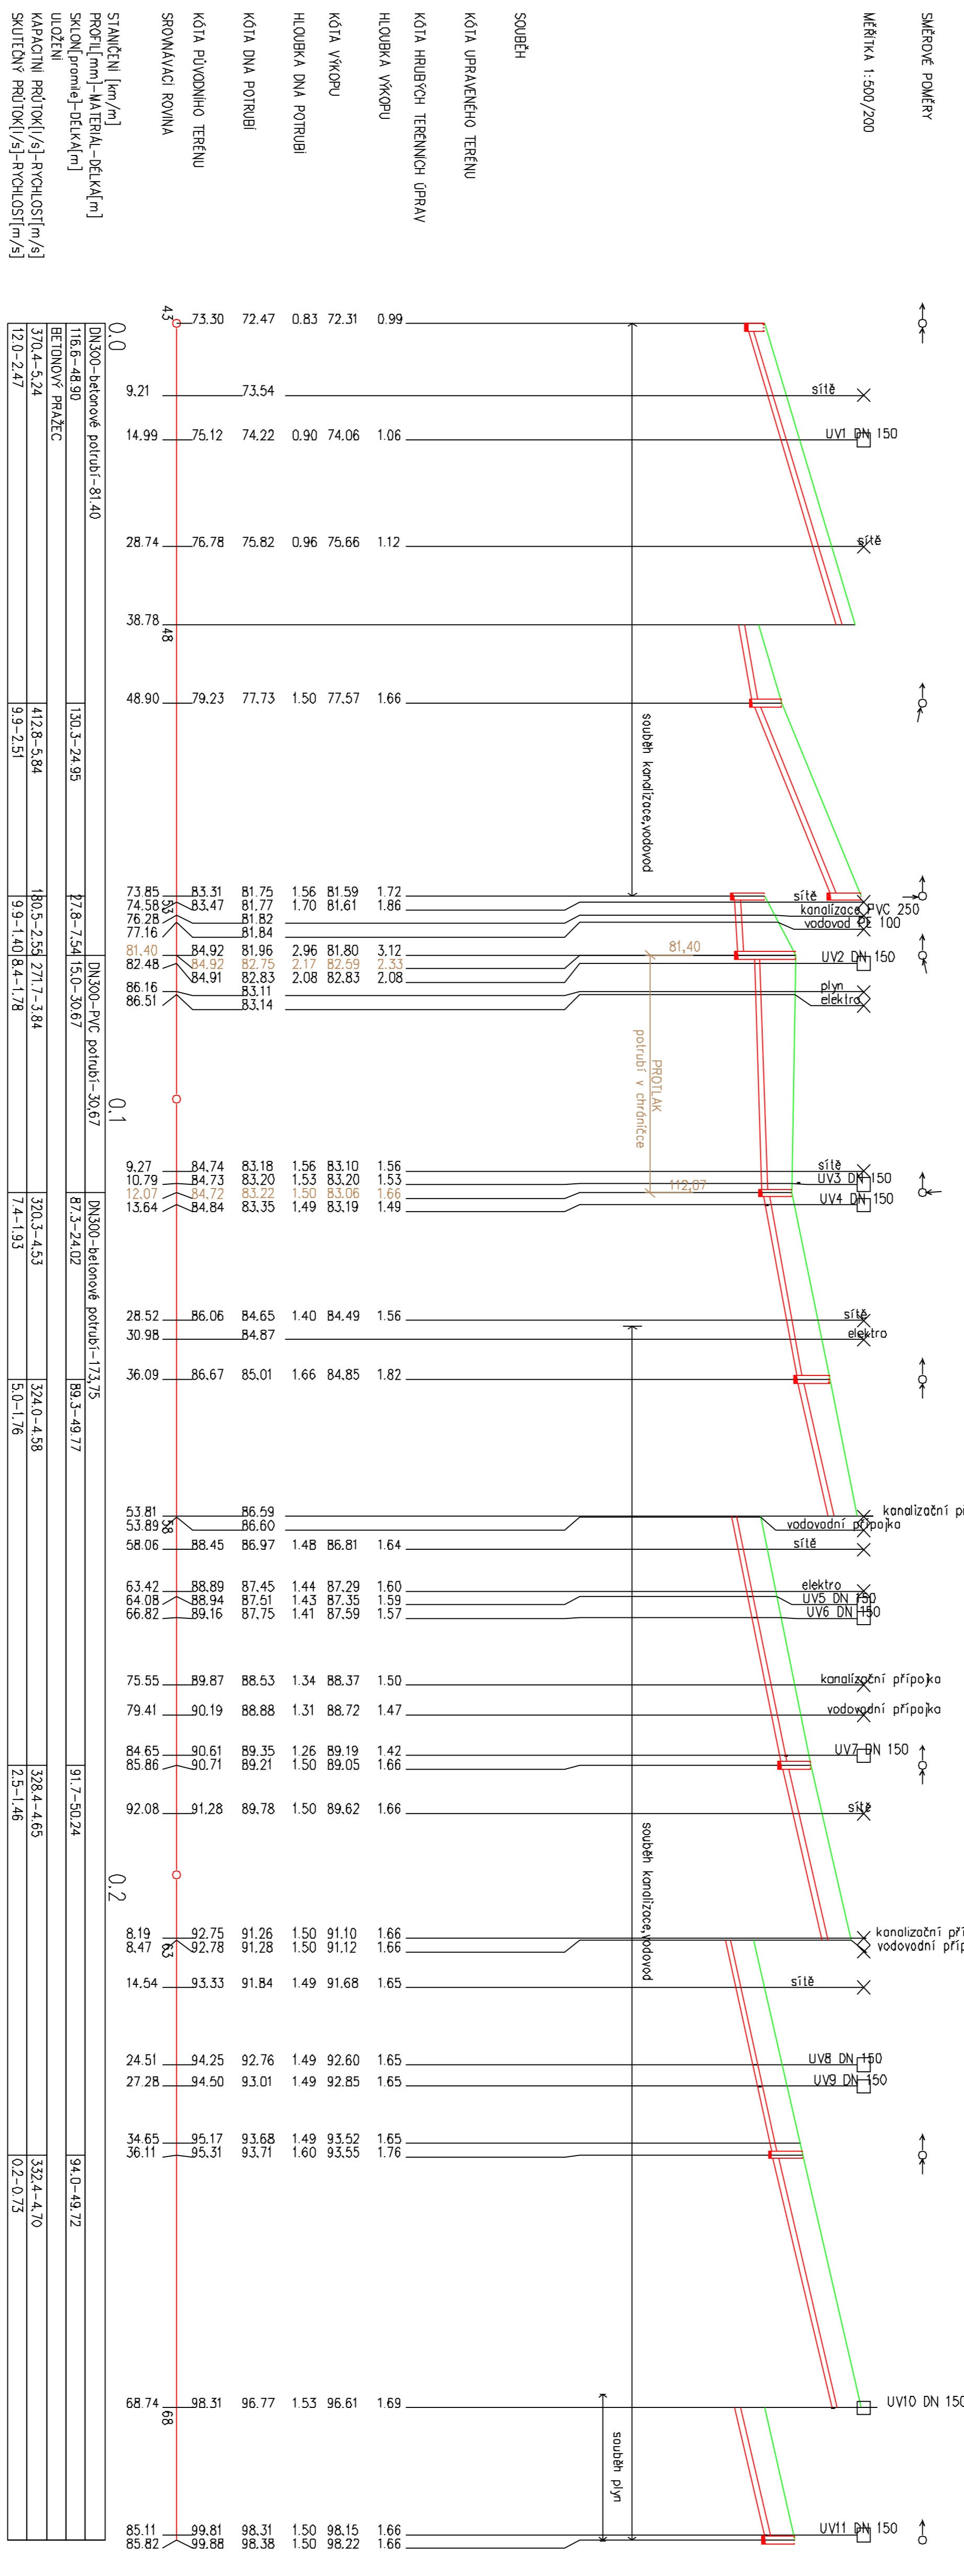 SMĚROVÉ POMĚRY
MĚŘÍTKA 1:500/200
SOUBĚH
KÓTA UPRAVENÉHO TERÉNU
KÓTA HRUBÝCH TERÉNNÍCH ÚPRAV
HLOUBKA VÝKOPU
KÓTA VÝKOPU
HLOUBKA DNA POTRUBÍ
KÓTA DNA POTRUBÍ
KÓTA PŮVODNÍHO TERÉNU
SROVNÁVACÍ ROVINA
STANIČENÍ [km/m]
PROFIL[mm]-MATERIÁL-DÉLKA[m]
SKLON[promile]-DÉLKA[m]
ULOŽENÍ
KAPACITNÍ PRŮTOK[l/s]-RYCHLOST[m/s]
SKUTEČNÝ PRŮTOK[l/s]-RYCHLOST[m/s]
43 73.30 72.47 0.83 72.31 0.99
0.0
9.21 73.54 sítě
14.99 75.12 74.22 0.90 74.06 1.06 UV1 DN 150
28.74 76.78 75.82 0.96 75.66 1.12 sítě
38.78 48
48.90 79.23 77.73 1.50 77.57 1.66
souběh kanalizace,vodovod
73.85 83.31 81.75 1.56 81.59 1.72
74.58 53 83.47 81.77 1.70 81.61 1.86 sítě
76.28 81.82 kanalizace PVC 250
77.16 81.84 vodovod PE 100
81.40 84.92 81.96 2.96 81.80 3.12 81,40
82.48 84.92 82.75 2.17 82.59 2.33 UV2 DN 150
84.91 82.83 2.08 82.83 2.08
86.16 83.11 plyn
86.51 83.14 elektro
PROTLAK
potrubí v chráničce
0.1
9.27 84.74 83.18 1.56 83.10 1.56 sítě
10.79 84.73 83.20 1.53 83.20 1.53 UV3 DN 150
12.07 84.72 83.22 1.50 83.06 1.66 112,07
13.64 84.84 83.35 1.49 83.19 1.49 UV4 DN 150
28.52 86.06 84.65 1.40 84.49 1.56 sítě
30.98 84.87 elektro
36.09 86.67 85.01 1.66 84.85 1.82
53.81 86.59 kanalizační př
53.89 58 86.60 vodovodní přípojka
58.06 88.45 86.97 1.48 86.81 1.64 sítě
63.42 88.89 87.45 1.44 87.29 1.60 elektro
64.08 88.94 87.51 1.43 87.35 1.59 UV5 DN 150
66.82 89.16 87.75 1.41 87.59 1.57 UV6 DN 150
75.55 89.87 88.53 1.34 88.37 1.50 kanalizační přípojka
79.41 90.19 88.88 1.31 88.72 1.47 vodovodní přípojka
84.65 90.61 89.35 1.26 89.19 1.42 UV7 DN 150
85.86 90.71 89.21 1.50 89.05 1.66
92.08 91.28 89.78 1.50 89.62 1.66 sítě
souběh kanalizace,vodovod
0.2
8.19 92.75 91.26 1.50 91.10 1.66 kanalizační pří
8.47 63 92.78 91.28 1.50 91.12 1.66 vodovodní příp
14.54 93.33 91.84 1.49 91.68 1.65 sítě
24.51 94.25 92.76 1.49 92.60 1.65 UV8 DN 150
27.28 94.50 93.01 1.49 92.85 1.65 UV9 DN 150
34.65 95.17 93.68 1.49 93.52 1.65
36.11 95.31 93.71 1.60 93.55 1.76
68.74 68 98.31 96.77 1.53 96.61 1.69 UV10 DN 150
souběh plyn
85.11 99.81 98.31 1.50 98.15 1.66 UV11 DN 150
85.82 99.88 98.38 1.50 98.22 1.66
DN300-betonové potrubí-81.40 DN300-PVC potrubí-30,67 DN300-betonové potrubí-173,75
116.6-48.90 130.3-24.95 27.8-7.54 15.0-30.67 87.3-24.02 89.3-49.77 91.7-50.24 94.0-49.72
BETONOVÝ PRAŽEC
370.4-5.24 412.8-5.84 180.5-2.55 271.7-3.84 320.3-4.53 324.0-4.58 328.4-4.65 332.4-4.70
12.0-2.47 9.9-2.51 9.9-1.40 8.4-1.78 7.4-1.93 5.0-1.76 2.5-1.46 0.2-0.73